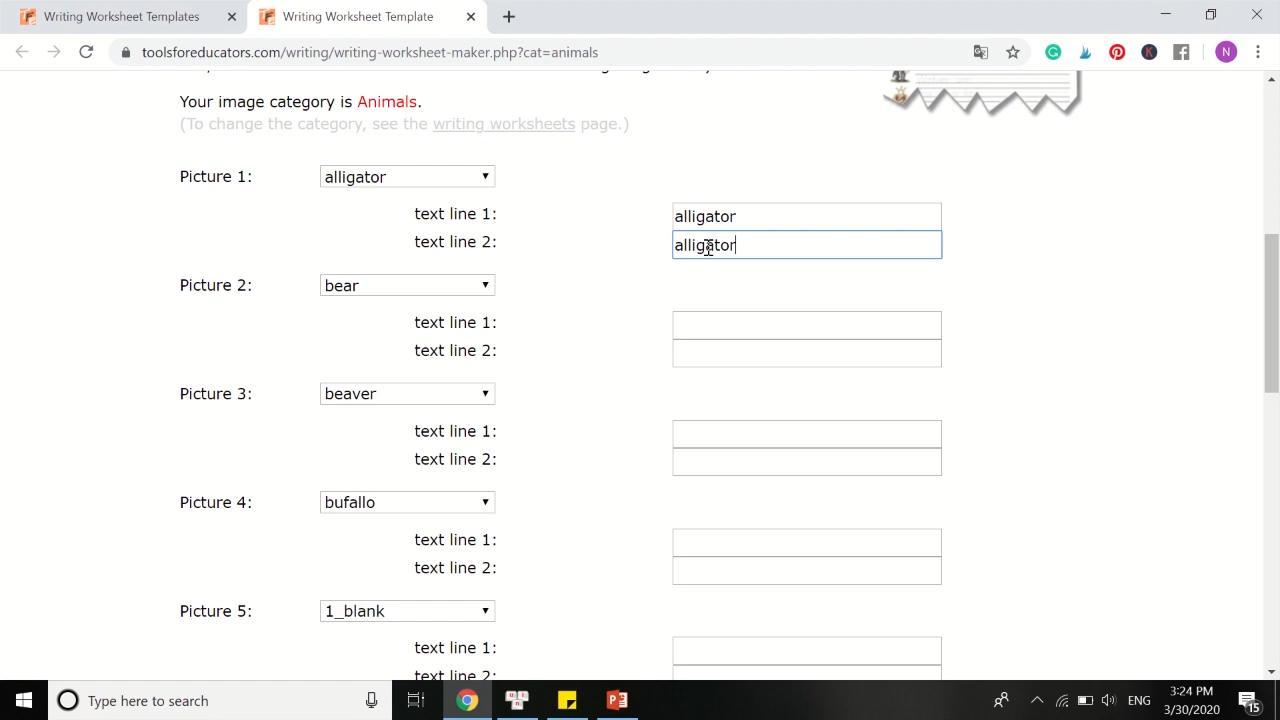 Writing Worksheet Templates
Writing Worksheet Template
toolsforeducators.com/writing/writing-worksheet-maker.php?cat=animals
N
Your image category is Animals.
(To change the category, see the writing worksheets page.)
Picture 1: alligator
text line 1: alligator
text line 2: alligator
Picture 2: bear
text line 1:
text line 2:
Picture 3: beaver
text line 1:
text line 2:
Picture 4: bufallo
text line 1:
text line 2:
Picture 5: 1_blank
text line 1:
text line 2:
Type here to search
ENG
3:24 PM
3/30/2020
15